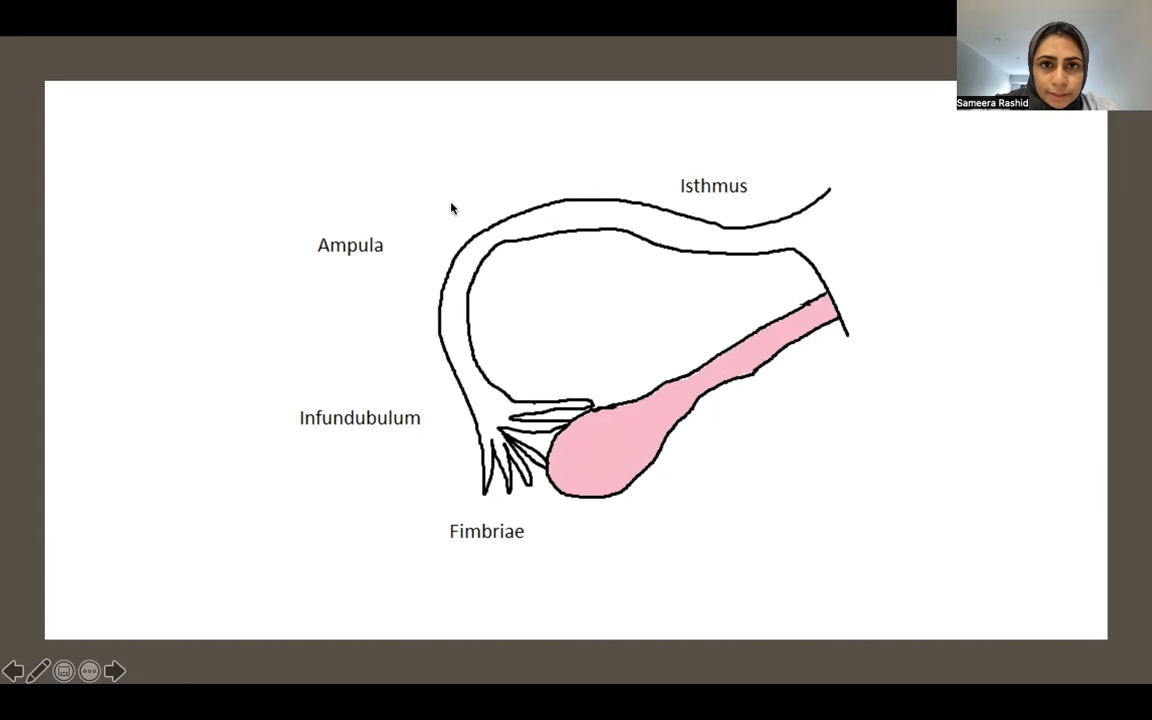 Sameera Rashid
Isthmus
Ampula
Infundubulum
Fimbriae